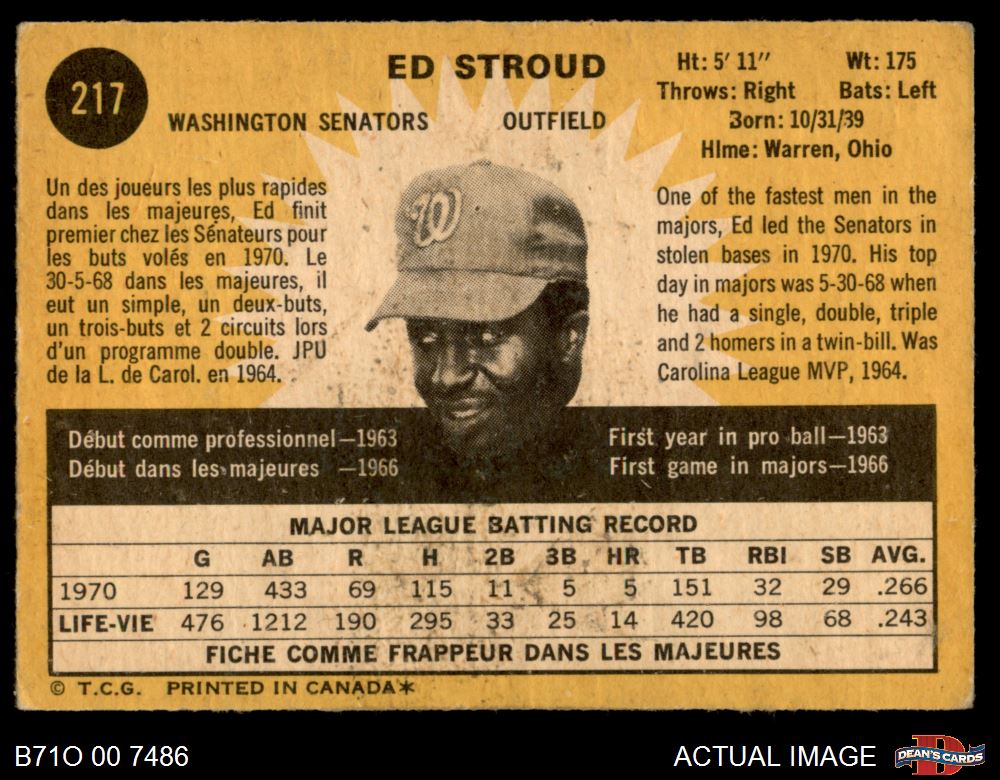 217
ED STROUD
WASHINGTON SENATORS OUTFIELD
Ht: 5′ 11″ Wt: 175
Throws: Right Bats: Left
Born: 10/31/39
Hlme: Warren, Ohio
Un des joueurs les plus rapides
dans les majeures, Ed finit
premier chez les Sénateurs pour
les buts volés en 1970. Le
30-5-68 dans les majeures, il
eut un simple, un deux-buts,
un trois-buts et 2 circuits lors
d'un programme double. JPU
de la L. de Carol. en 1964.
One of the fastest men in the
majors, Ed led the Senators in
stolen bases in 1970. His top
day in majors was 5-30-68 when
he had a single, double, triple
and 2 homers in a twin-bill. Was
Carolina League MVP, 1964.
W
Début comme professionnel—1963
Début dans les majeures —1966
First year in pro ball—1963
First game in majors—1966
MAJOR LEAGUE BATTING RECORD
G AB R H 2B 3B HR TB RBI SB AVG.
1970 129 433 69 115 11 5 5 151 32 29 .266
LIFE-VIE 476 1212 190 295 33 25 14 420 98 68 .243
FICHE COMME FRAPPEUR DANS LES MAJEURES
© T.C.G. PRINTED IN CANADA*
B71O 00 7486
ACTUAL IMAGE
D
DEAN'S CARDS